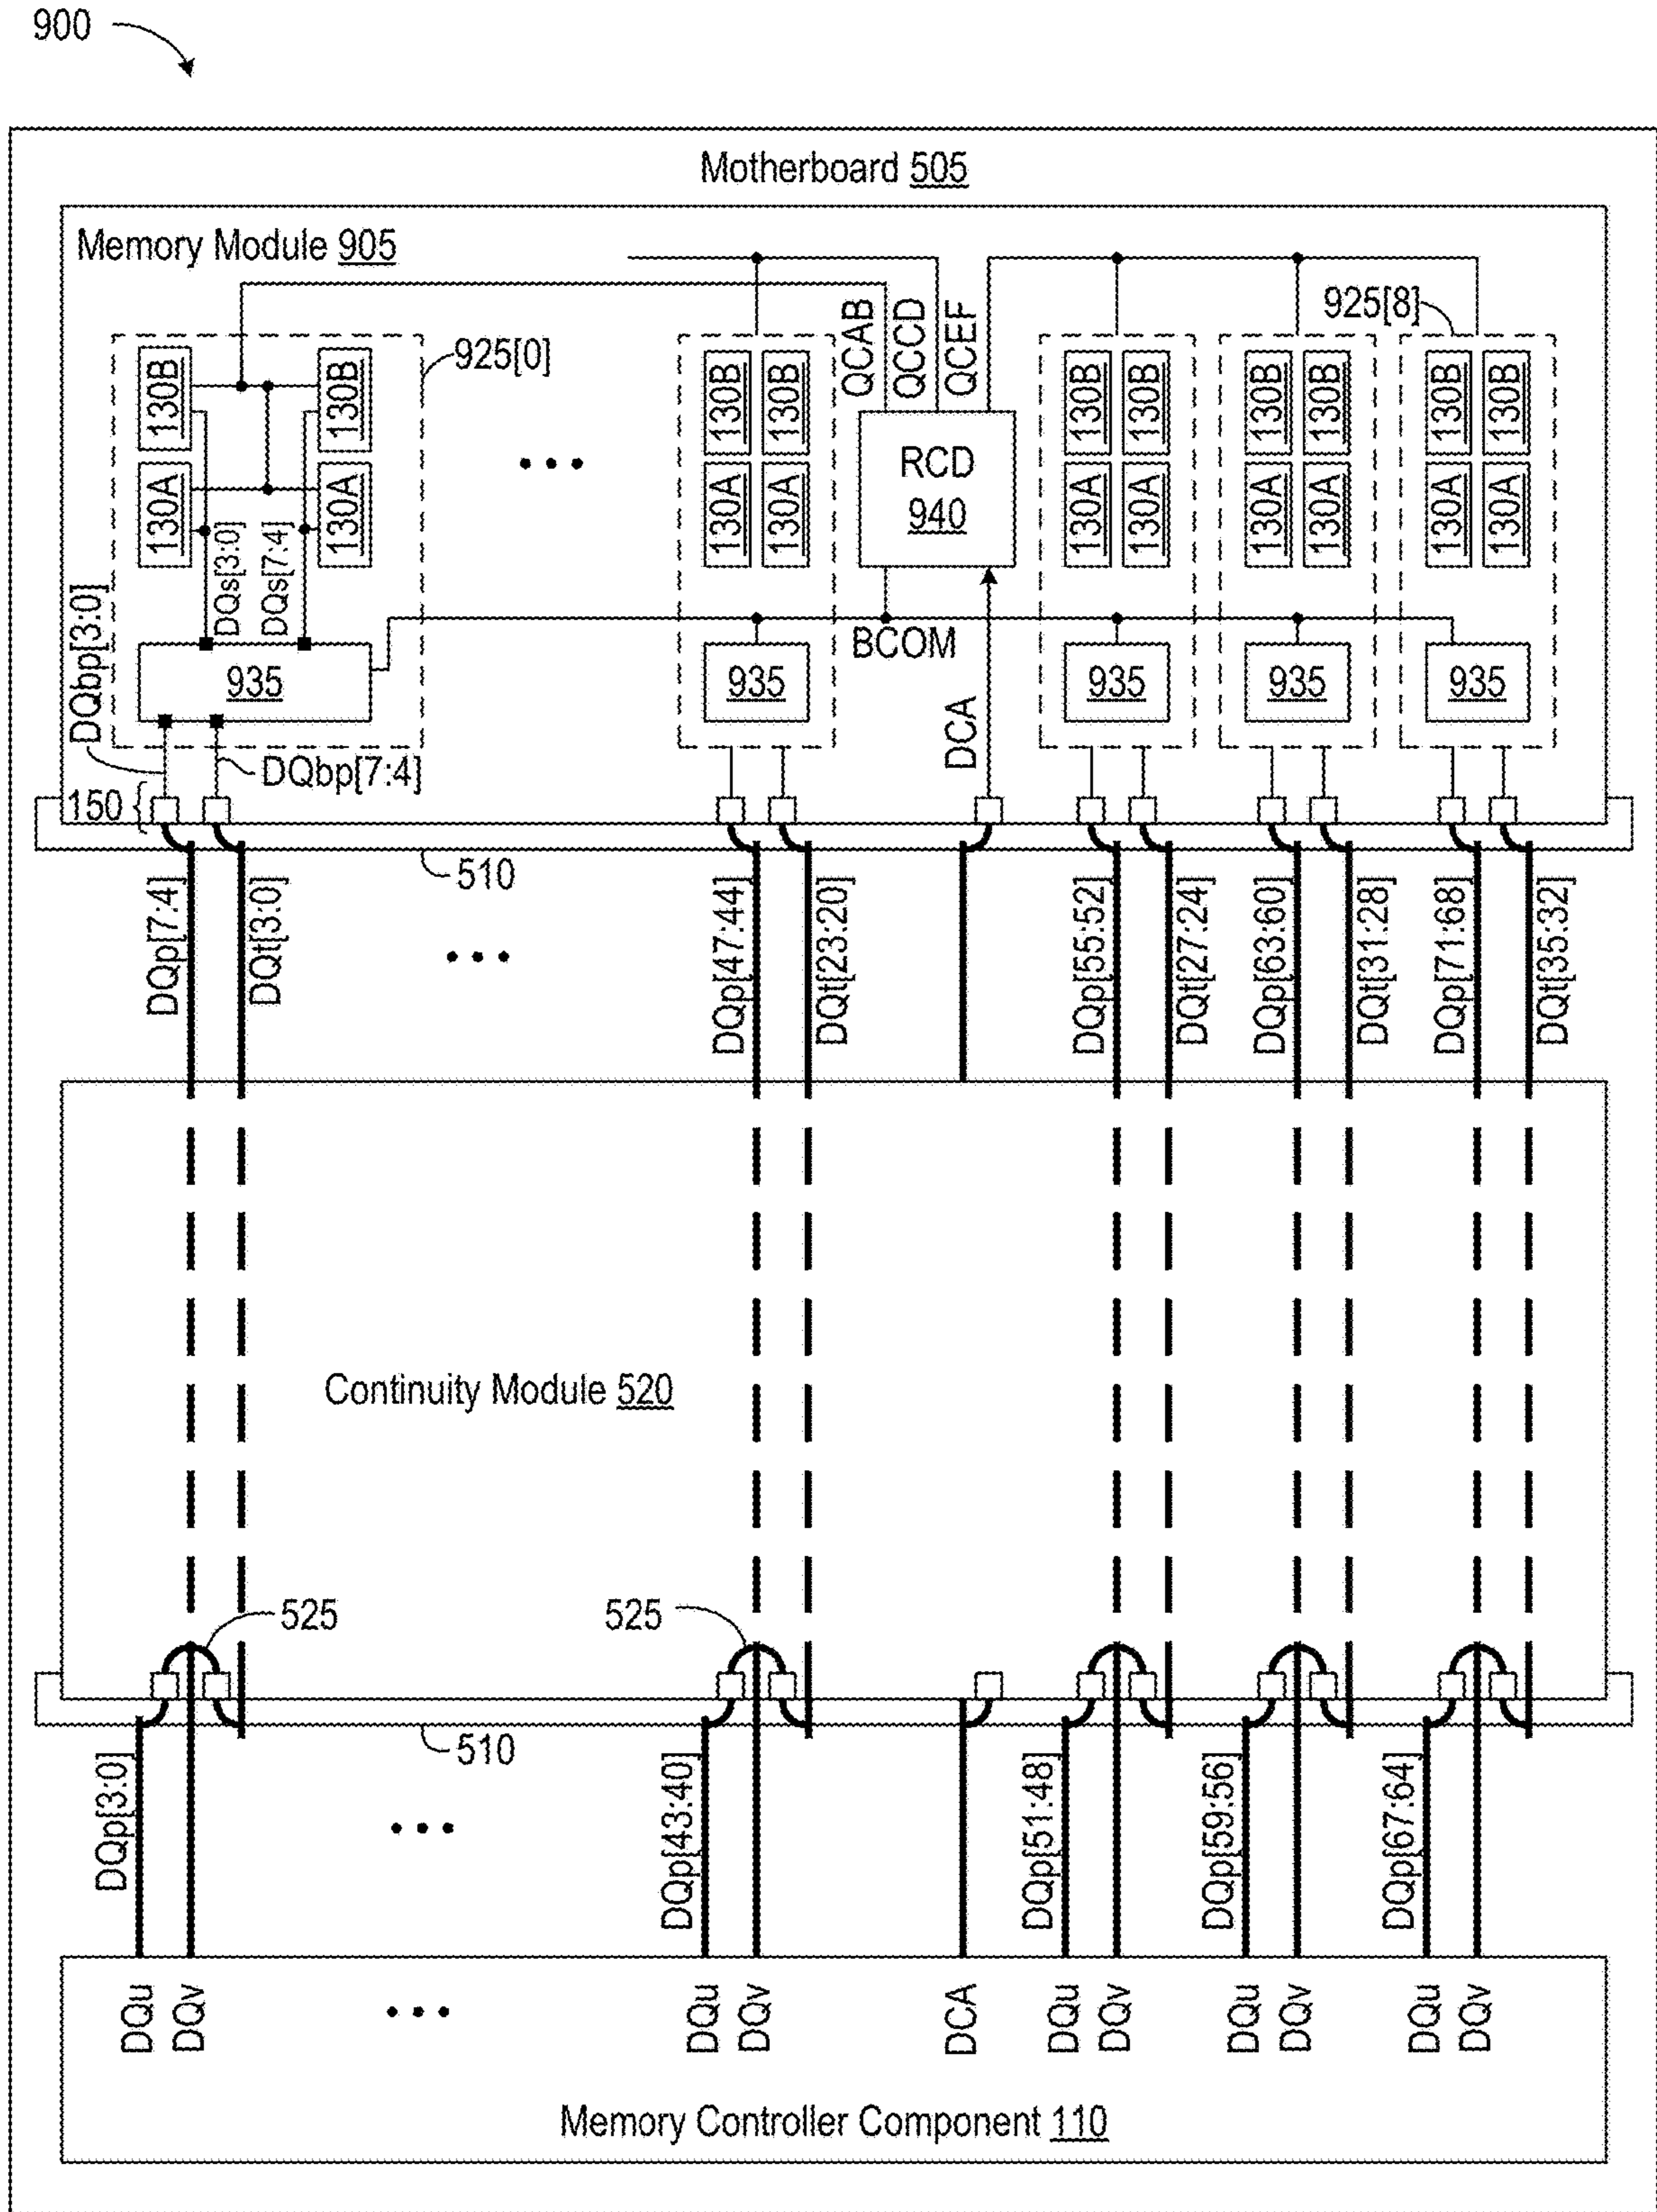 900
Motherboard 505
Memory Module 905
925[0]
925[8]
QCAB
QCCD
QCEF
130B
130B
130B
130B
130B
130B
130B
130B
130B
130B
130A
130A
130A
130A
130A
130A
130A
130A
130A
130A
RCD
940
DQs[3:0]
DQs[7:4]
DQbp[3:0]
BCOM
935
935
935
935
935
DCA
DQbp[7:4]
150
510
DQp[7:4]
DQt[3:0]
DQp[47:44]
DQt[23:20]
DQp[55:52]
DQt[27:24]
DQp[63:60]
DQt[31:28]
DQp[71:68]
DQt[35:32]
Continuity Module 520
525
525
510
DQp[3:0]
DQp[43:40]
DQp[51:48]
DQp[59:56]
DQp[67:64]
DQu
DQv
DQu
DQv
DCA
DQu
DQv
DQu
DQv
DQu
DQv
Memory Controller Component 110